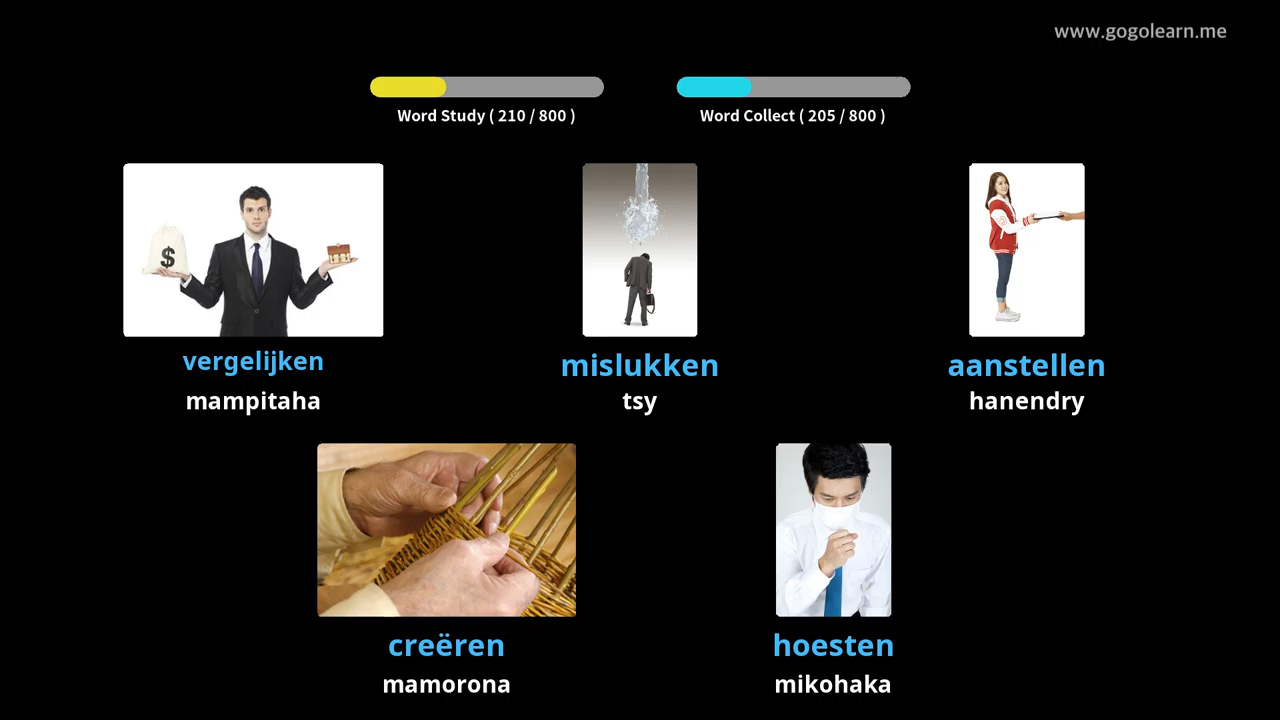 www.gogolearn.me
Word Study ( 210 / 800 )
Word Collect ( 205 / 800 )
$
vergelijken
mampitaha
mislukken
tsy
aanstellen
hanendry
creëren
mamorona
hoesten
mikohaka